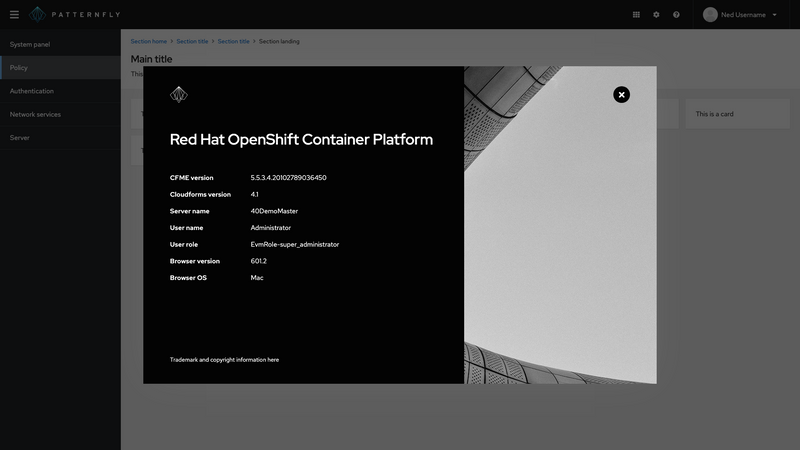 PATTERNFLY
Ned Username
System panel
Policy
Authentication
Network services
Server
Section home > Section title > Section title > Section landing
Main title
This
This is a card
Red Hat OpenShift Container Platform
CFME version 5.5.3.4.20102789036450
Cloudforms version 4.1
Server name 40DemoMaster
User name Administrator
User role EvmRole-super_administrator
Browser version 601.2
Browser OS Mac
Trademark and copyright information here